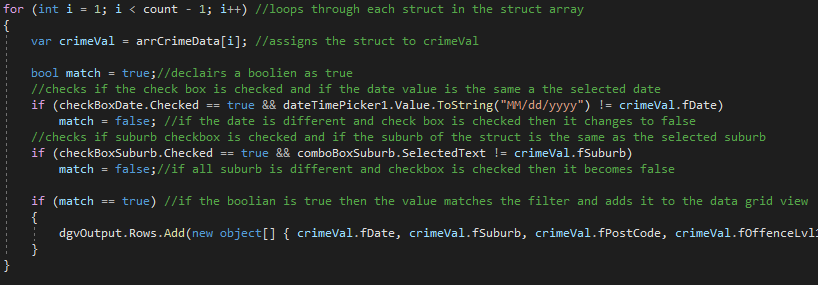 for (int i = 1; i < count - 1; i++) //loops through each struct in the struct array
{
var crimeVal = arrCrimeData[i]; //assigns the struct to crimeVal
bool match = true;//declairs a boolien as true
//checks if the check box is checked and if the date value is the same a the selected date
if (checkBoxDate.Checked == true && dateTimePicker1.Value.ToString("MM/dd/yyyy") != crimeVal.fDate)
match = false; //if the date is different and check box is checked then it changes to false
//checks if suburb checkbox is checked and if the suburb of the struct is the same as the selected suburb
if (checkBoxSuburb.Checked == true && comboBoxSuburb.SelectedText != crimeVal.fSuburb)
match = false;//if all suburb is different and checkbox is checked then it becomes false
if (match == true) //if the boolian is true then the value matches the filter and adds it to the data grid view
{
dgvOutput.Rows.Add(new object[] { crimeVal.fDate, crimeVal.fSuburb, crimeVal.fPostCode, crimeVal.fOffenceLvl1
}
}